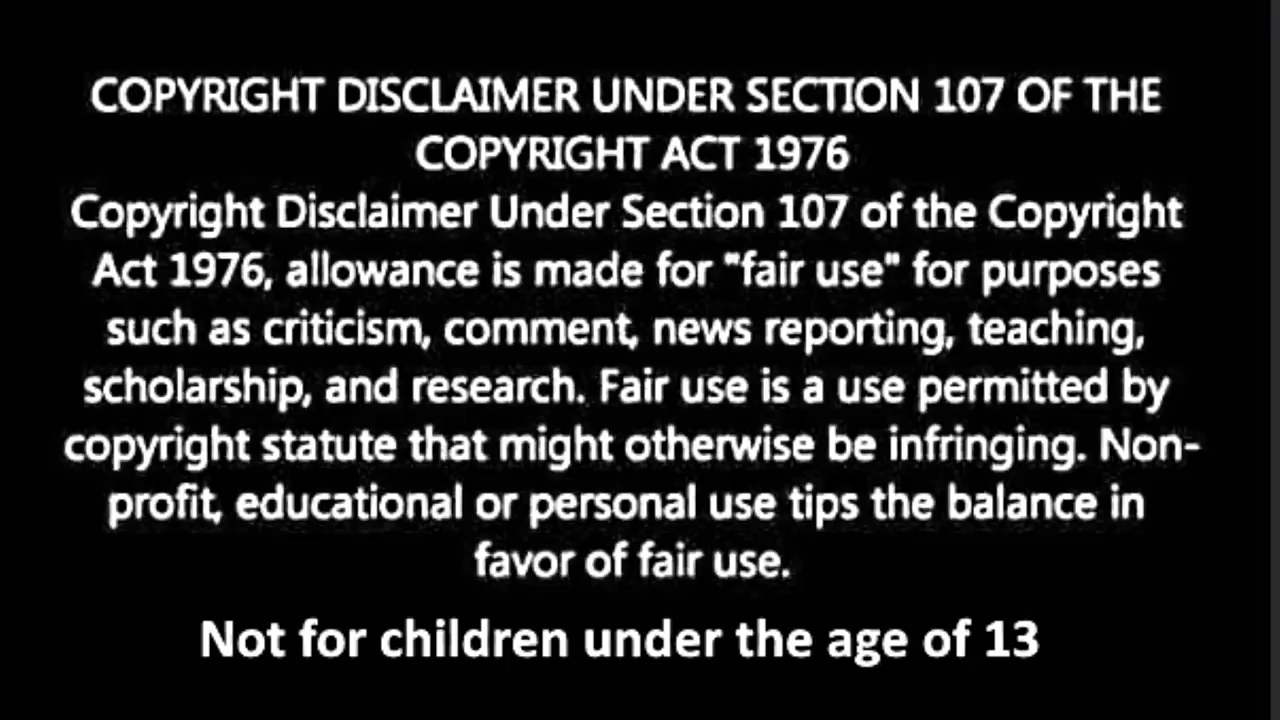 COPYRIGHT DISCLAIMER UNDER SECTION 107 OF THE
COPYRIGHT ACT 1976
Copyright Disclaimer Under Section 107 of the Copyright
Act 1976, allowance is made for "fair use" for purposes
such as criticism, comment, news reporting, teaching,
scholarship, and research. Fair use is a use permitted by
copyright statute that might otherwise be infringing. Non-
profit, educational or personal use tips the balance in
favor of fair use.
Not for children under the age of 13